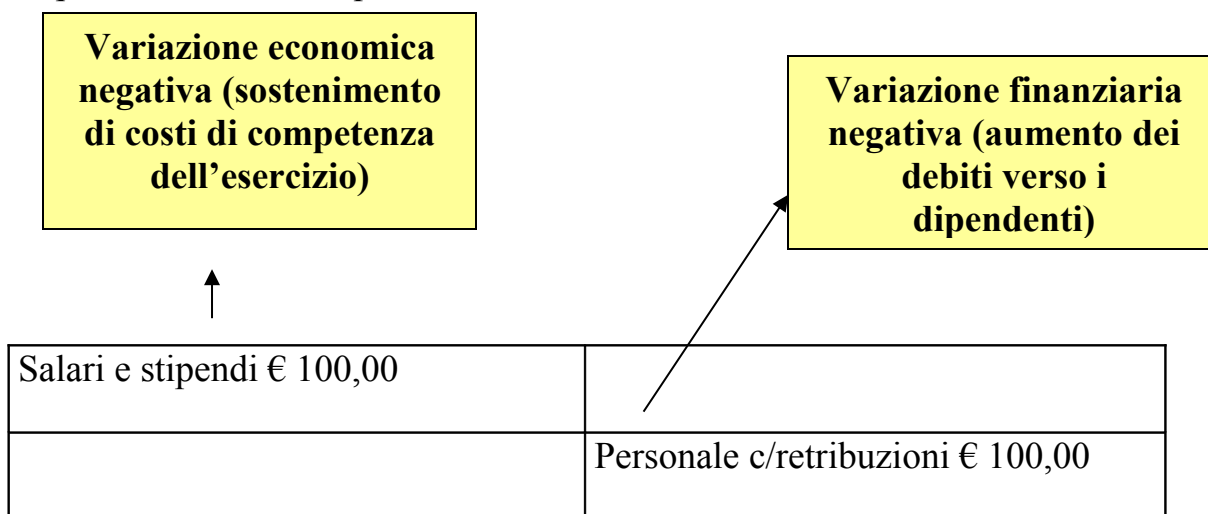 Variazione economica
negativa (sostenimento
di costi di competenza
dell’esercizio)
Variazione finanziaria
negativa (aumento dei
debiti verso i
dipendenti)
Salari e stipendi € 100,00
Personale c/retribuzioni € 100,00